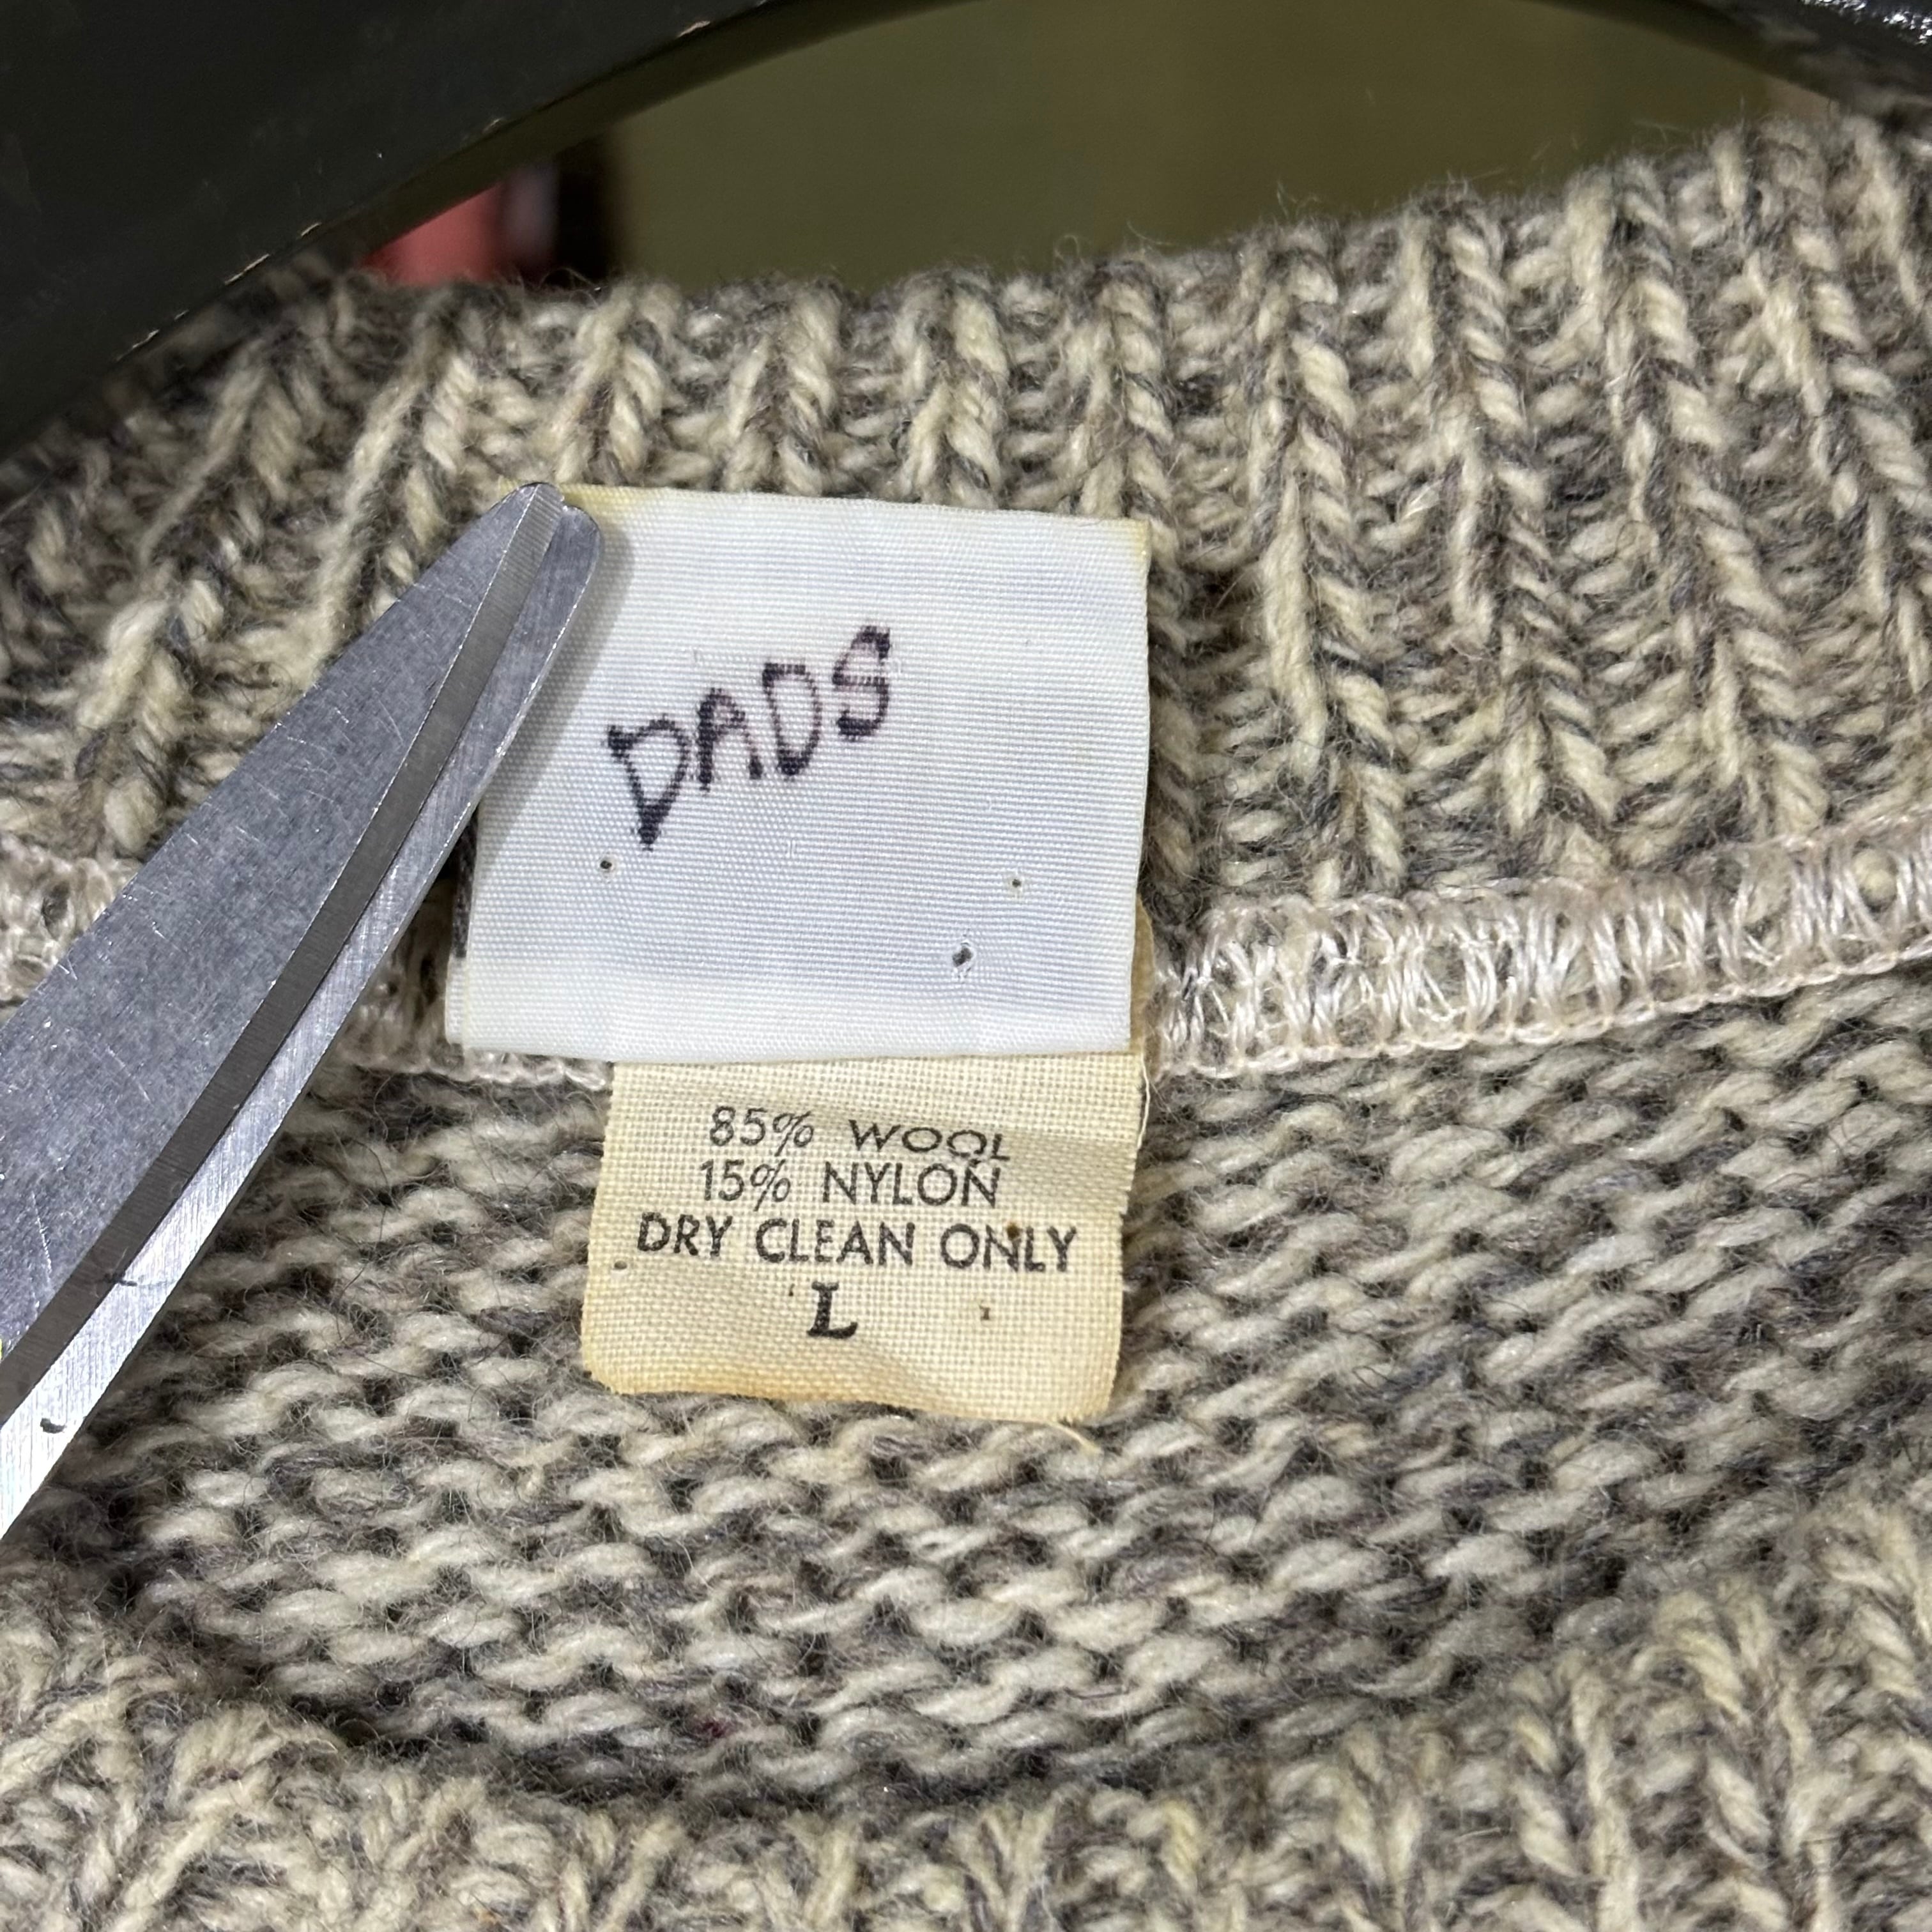 DADS
85% WOOL
15% NYLON
DRY CLEAN ONLY
L